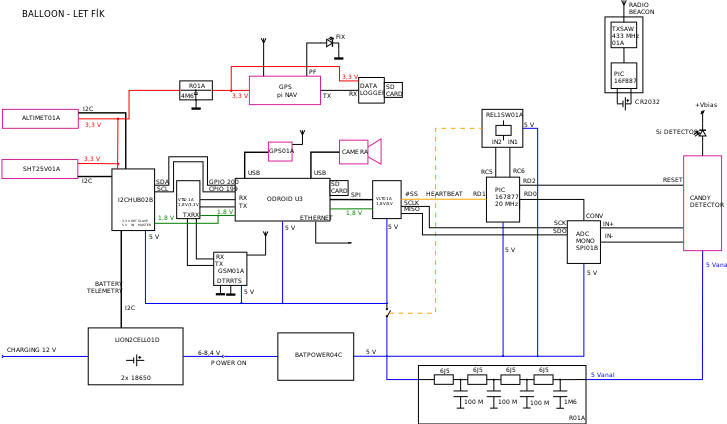 BALLOON - LET FÍK
RADIO
BEACON
TXSAW
433 MHz
01A
PIC
16F887
CR2032
FIX
PF
R01A
4M6
3,3 V
GPS
pi NAV
TX
3,3 V
RX
DATA
LOGGER
SD
CARD
I2C
ALTIMET01A
3,3 V
SHT25V01A
3,3 V
I2C
GPS01A
CAMERA
USB
USB
REL1SW01A
IN2 IN1
5 V
+Vbias
Si DETECTOR
I2CHUB02B
SDA
SCL
1,8 V
5 V
TXRX
GPIO 200
GPIO 199
RX
TX
1,8 V
ODROID U3
ETHERNET
SD
CARD
SPI
1,8 V
5 V
5 V
#SS
SCLK
MISO
HEARTBEAT
RC5
RC6
RD1
PIC
16F877
20 MHz
RD2
RD0
5 V
RESET
CANDY
DETECTOR
CONV
SCK
SDO
ADC
MONO
SPI01B
IN+
IN-
5 V
RX
TX
GSM01A
DTRRTS
5 V
BATTERY
TELEMETRY
I2C
5 Vanal
CHARGING 12 V
LION2CELL01D
2x 18650
6-8,4 V
POWER ON
BATPOWER04C
5 V
6J5
6J5
6J5
6J5
5 Vanal
100 M
100 M
100 M
1M6
R01A